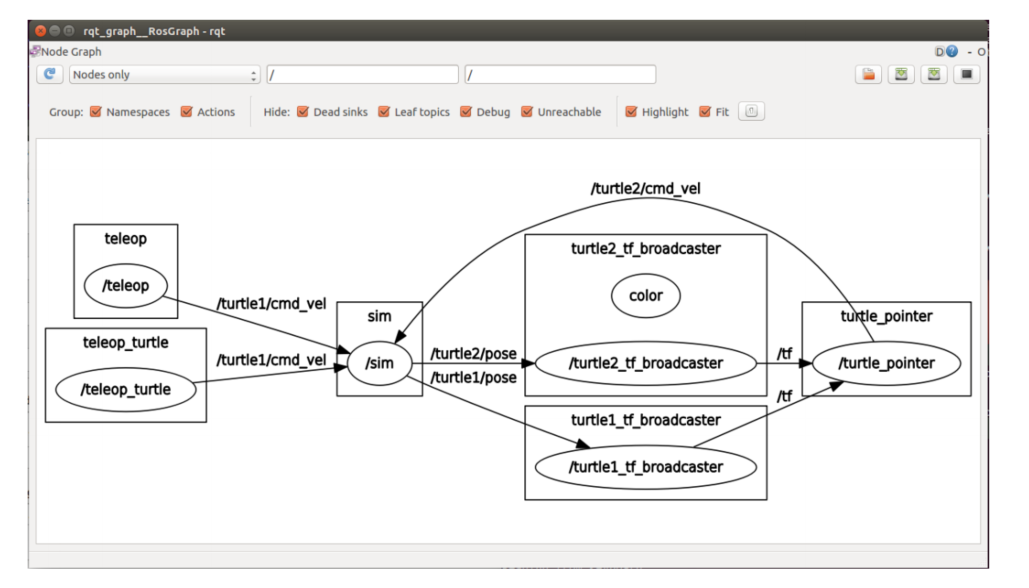 rqt_graph__RosGraph - rqt
Node Graph
D - O
Nodes only / /
Group: Namespaces Actions Hide: Dead sinks Leaf topics Debug Unreachable Highlight Fit
/turtle2/cmd_vel
teleop
/teleop
/turtle1/cmd_vel
teleop_turtle
/teleop_turtle
/turtle1/cmd_vel
sim
/sim
/turtle2/pose
/turtle1/pose
turtle2_tf_broadcaster
color
/turtle2_tf_broadcaster
/tf
turtle1_tf_broadcaster
/turtle1_tf_broadcaster
/tf
turtle_pointer
/turtle_pointer